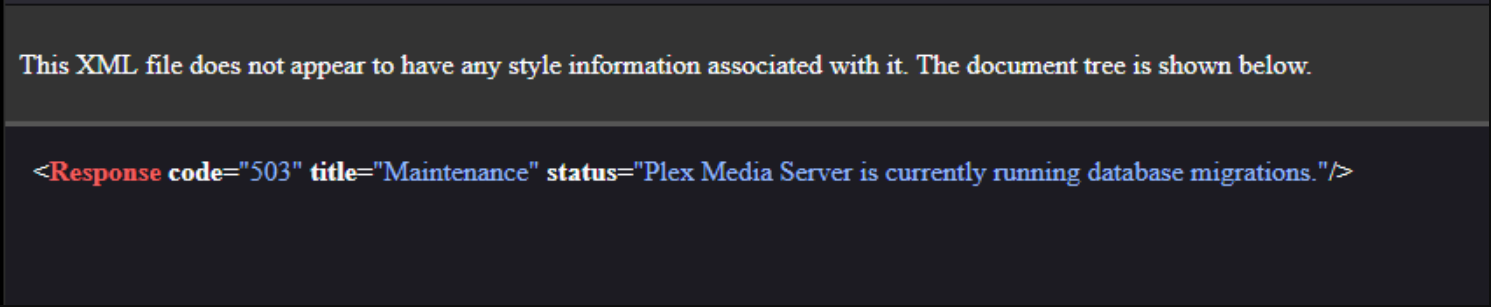 This XML file does not appear to have any style information associated with it. The document tree is shown below.
<Response code="503" title="Maintenance" status="Plex Media Server is currently running database migrations."/>